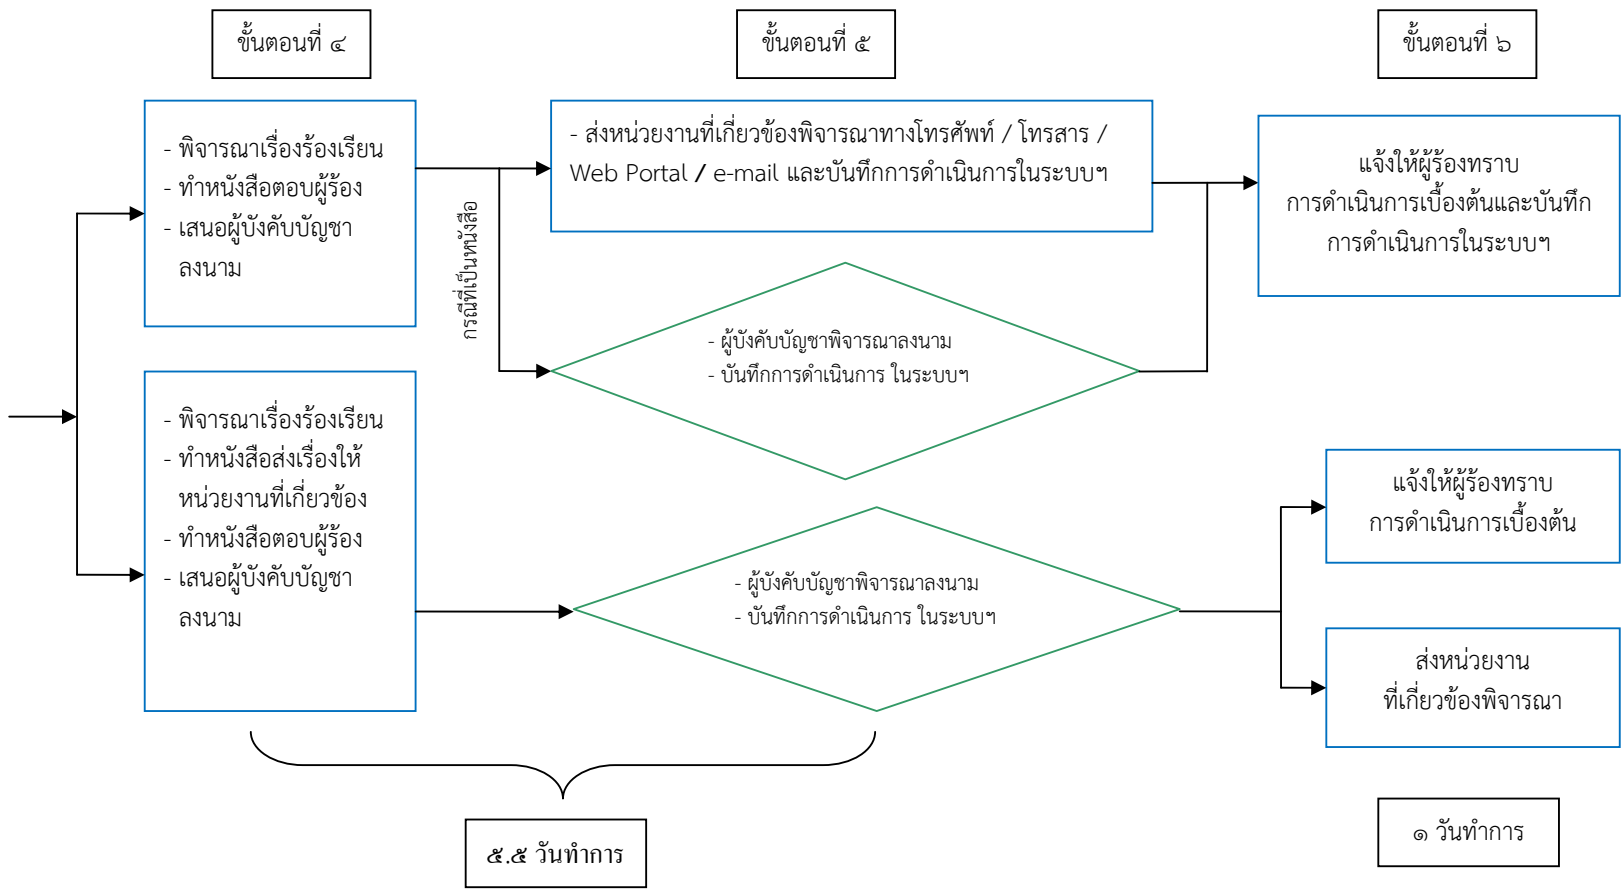 ขั้นตอนที่ ๔
ขั้นตอนที่ ๕
ขั้นตอนที่ ๖
- พิจารณาเรื่องร้องเรียน
- ทำหนังสือตอบผู้ร้อง
- เสนอผู้บังคับบัญชา
ลงนาม
กรณีที่เป็นหนังสือ
- ส่งหน่วยงานที่เกี่ยวข้องพิจารณาทางโทรศัพท์ / โทรสาร /
Web Portal / e-mail และบันทึกการดำเนินการในระบบฯ
- ผู้บังคับบัญชาพิจารณาลงนาม
- บันทึกการดำเนินการ ในระบบฯ
แจ้งให้ผู้ร้องทราบ
การดำเนินการเบื้องต้นและบันทึก
การดำเนินการในระบบฯ
- พิจารณาเรื่องร้องเรียน
- ทำหนังสือส่งเรื่องให้
หน่วยงานที่เกี่ยวข้อง
- ทำหนังสือตอบผู้ร้อง
- เสนอผู้บังคับบัญชา
ลงนาม
- ผู้บังคับบัญชาพิจารณาลงนาม
- บันทึกการดำเนินการ ในระบบฯ
แจ้งให้ผู้ร้องทราบ
การดำเนินการเบื้องต้น
ส่งหน่วยงาน
ที่เกี่ยวข้องพิจารณา
๕.๕ วันทำการ
๑ วันทำการ